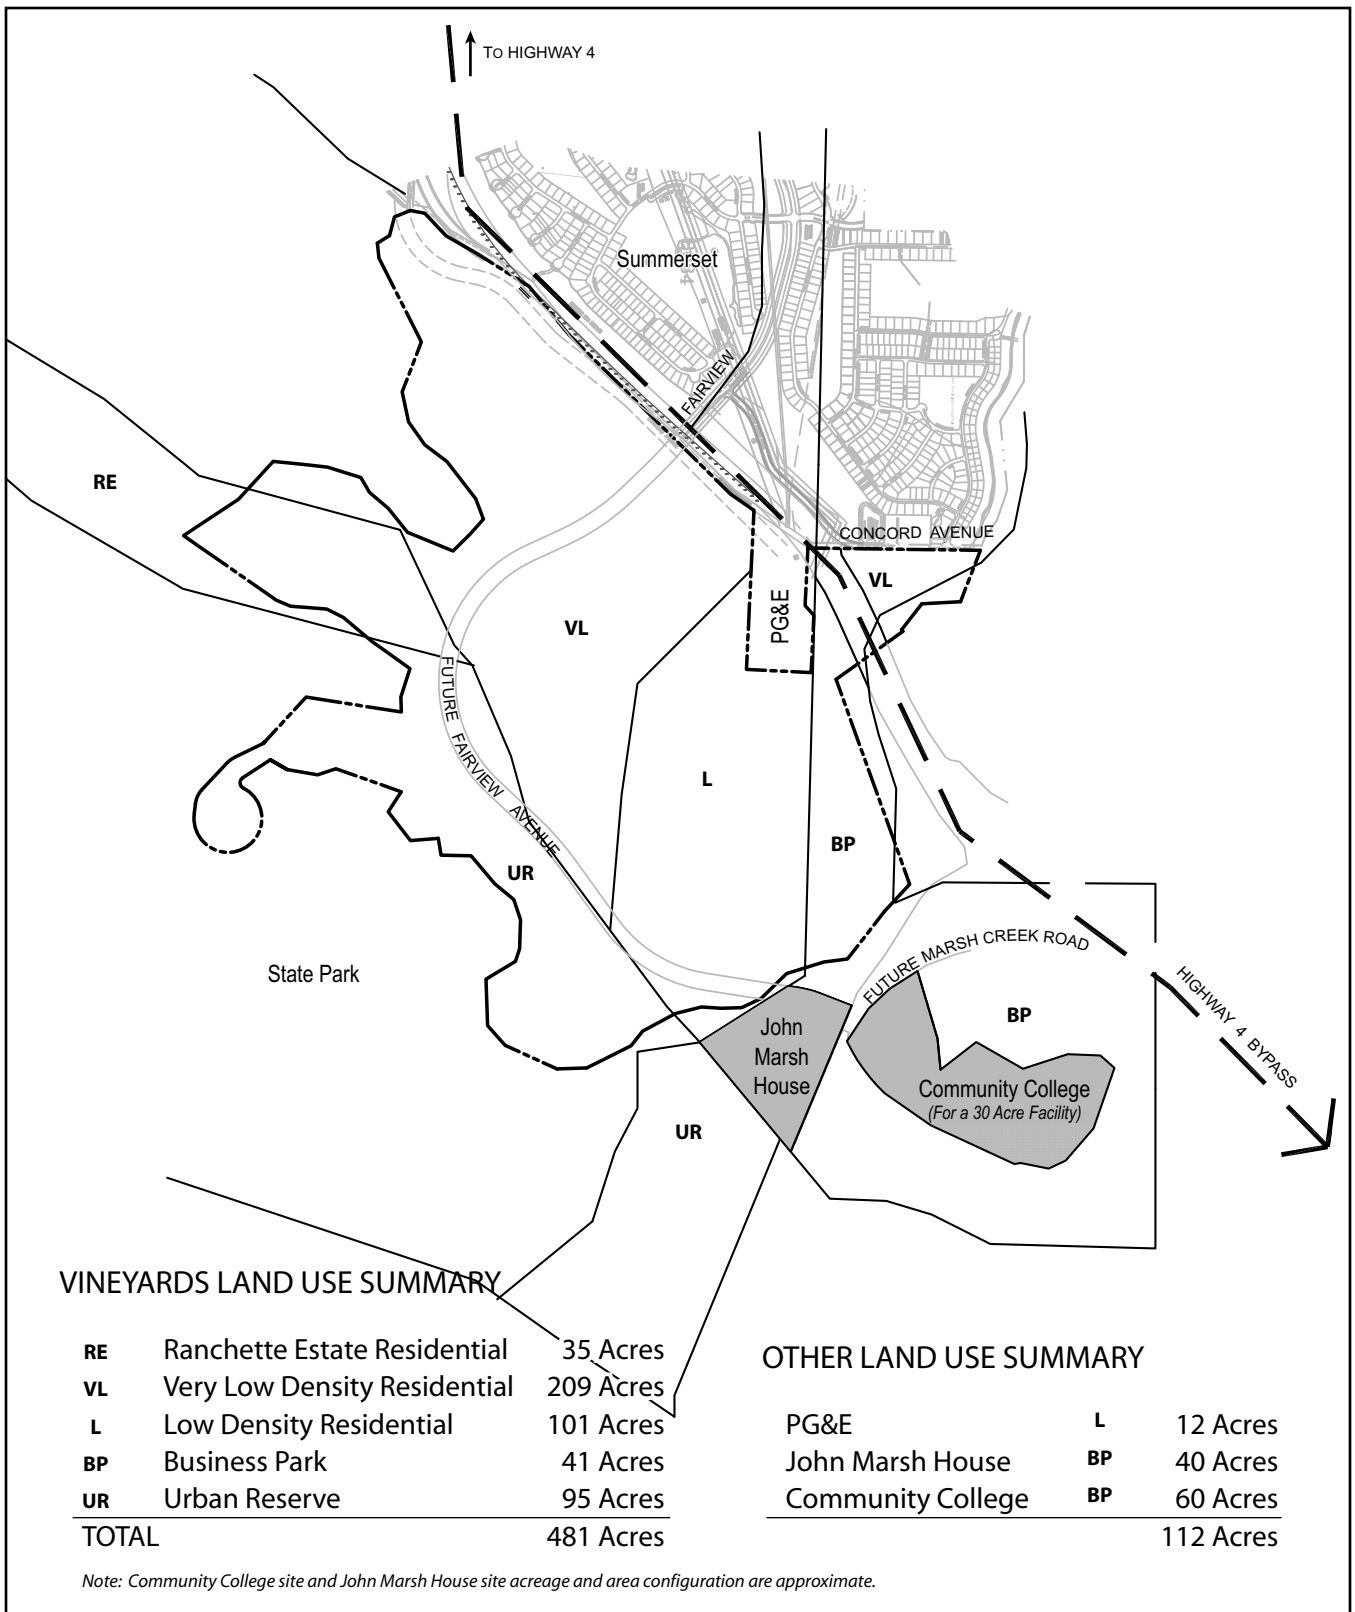 To HIGHWAY 4
Summerset
FAIRVIEW
RE
CONCORD AVENUE
VL
PG&E
VL
FUTURE FAIRVIEW AVENUE
L
BP
UR
State Park
FUTURE MARSH CREEK ROAD
HIGHWAY 4 BYPASS
BP
John
Marsh
House
Community College
(For a 30 Acre Facility)
UR
VINEYARDS LAND USE SUMMARY
RE Ranchette Estate Residential 35 Acres
VL Very Low Density Residential 209 Acres
L Low Density Residential 101 Acres
BP Business Park 41 Acres
UR Urban Reserve 95 Acres
TOTAL 481 Acres
OTHER LAND USE SUMMARY
PG&E L 12 Acres
John Marsh House BP 40 Acres
Community College BP 60 Acres
112 Acres
Note: Community College site and John Marsh House site acreage and area configuration are approximate.